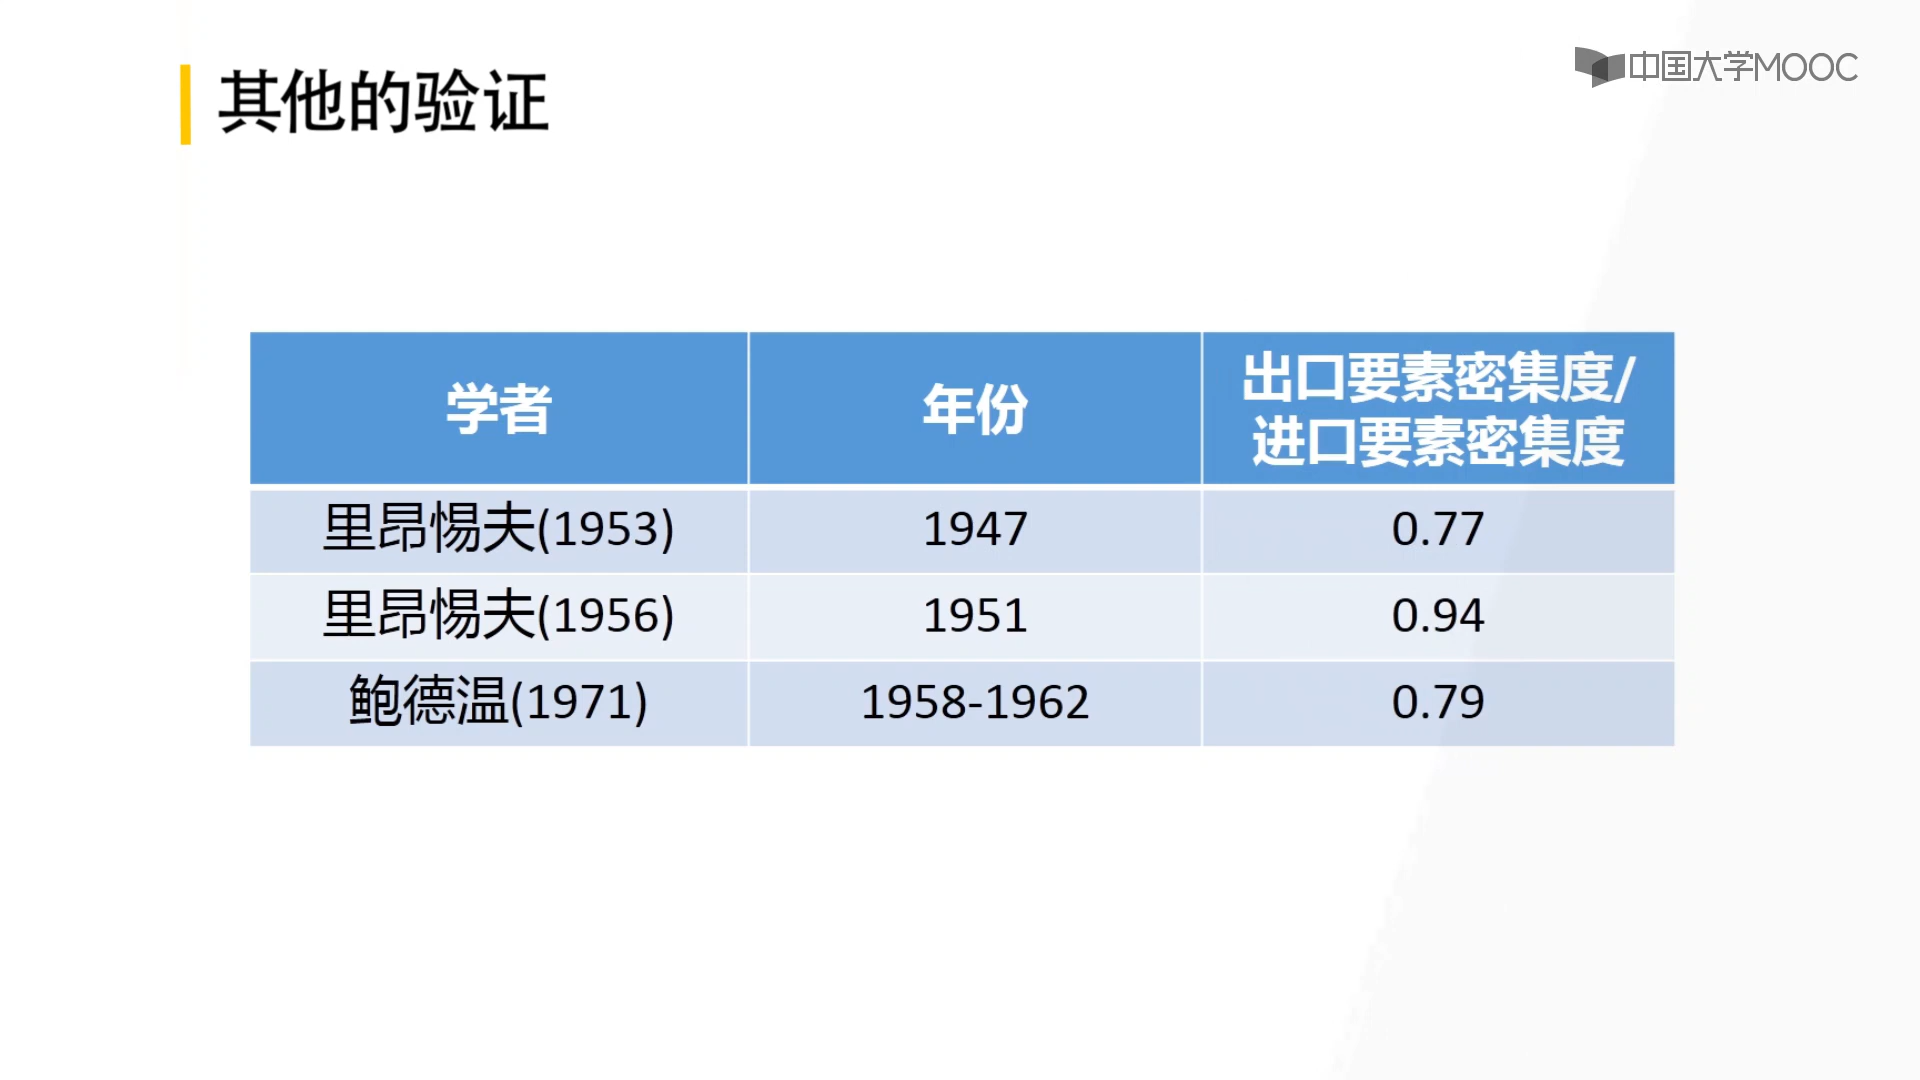 其他的验证
中国大学MOOC
学者
年份
出口要素密集度/
进口要素密集度
里昂惕夫(1953)
1947
0.77
里昂惕夫(1956)
1951
0.94
鲍德温(1971)
1958-1962
0.79